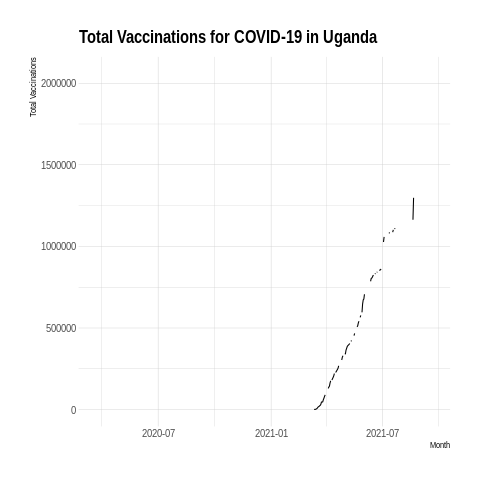 Total Vaccinations for COVID-19 in Uganda
Total Vaccinations
2000000
1500000
1000000
500000
0
2020-07
2021-01
2021-07
Month